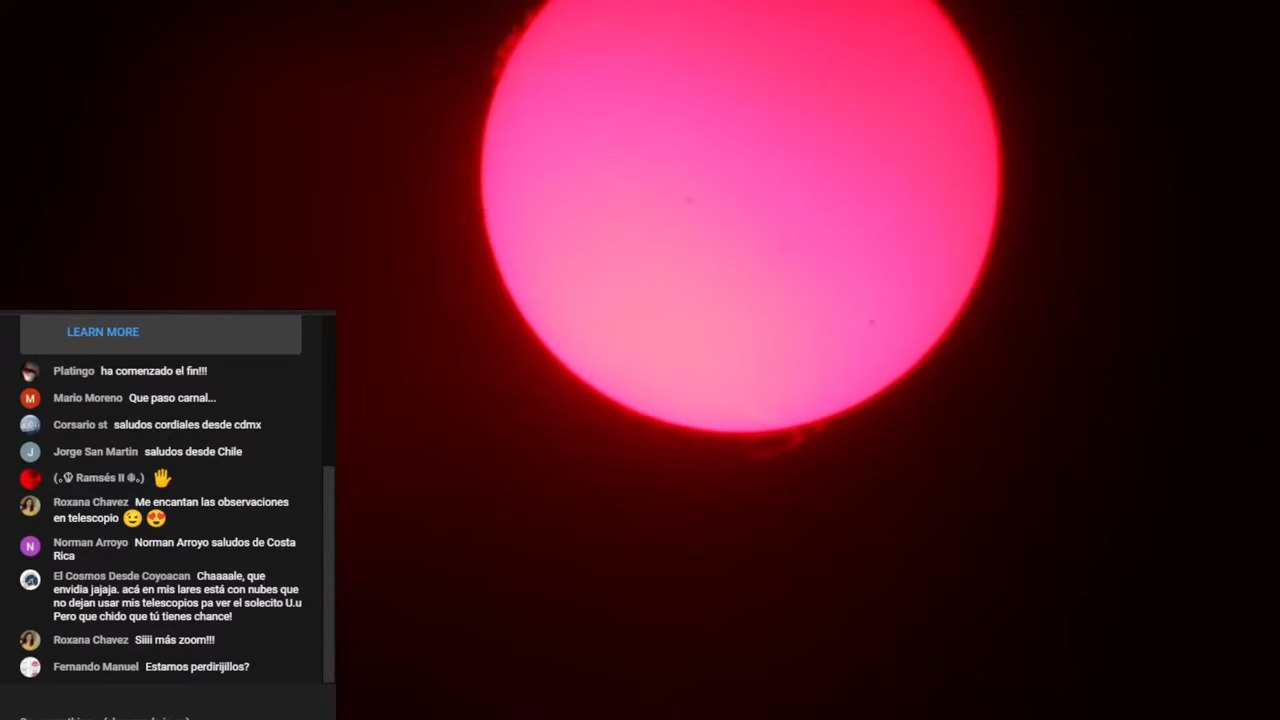 LEARN MORE
Platingo ha comenzado el fin!!!
Mario Moreno Que paso carnal...
Corsario st saludos cordiales desde cdmx
Jorge San Martin saludos desde Chile
Ramsés II
Roxana Chavez Me encantan las observaciones
en telescopio 😉 😍
Norman Arroyo Norman Arroyo saludos de Costa
Rica
El Cosmos Desde Coyoacan Chaaaale, que
envidia jajaja. acá en mis lares está con nubes que
no dejan usar mis telescopios pa ver el solecito U.u
Pero que chido que tú tienes chance!
Roxana Chavez Siiii más zoom!!!
Fernando Manuel Estamos perdirijillos?